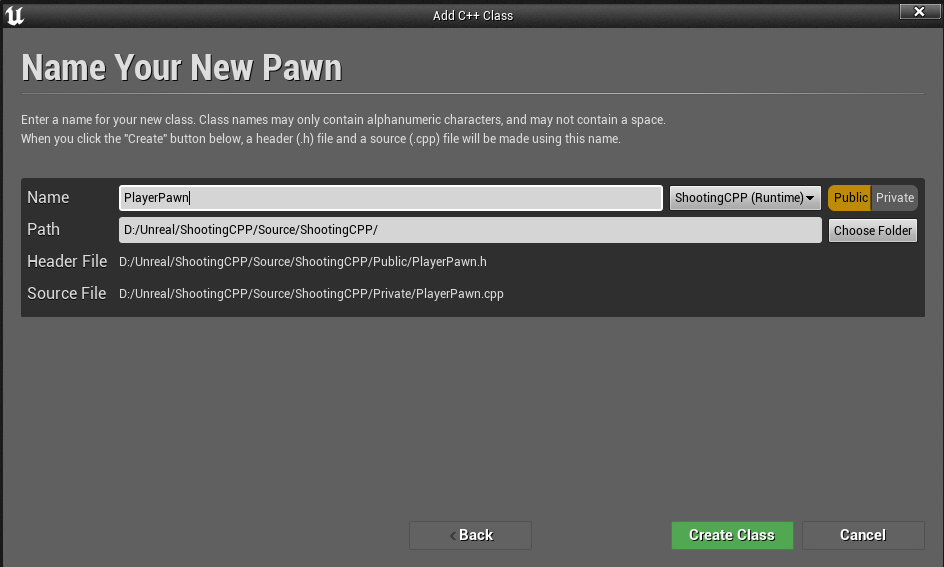 Add C++ Class
Name Your New Pawn
Enter a name for your new class. Class names may only contain alphanumeric characters, and may not contain a space.
When you click the "Create" button below, a header (.h) file and a source (.cpp) file will be made using this name.
Name PlayerPawn ShootingCPP (Runtime) Public Private
Path D:/Unreal/ShootingCPP/Source/ShootingCPP/ Choose Folder
Header File D:/Unreal/ShootingCPP/Source/ShootingCPP/Public/PlayerPawn.h
Source File D:/Unreal/ShootingCPP/Source/ShootingCPP/Private/PlayerPawn.cpp
Back Create Class Cancel